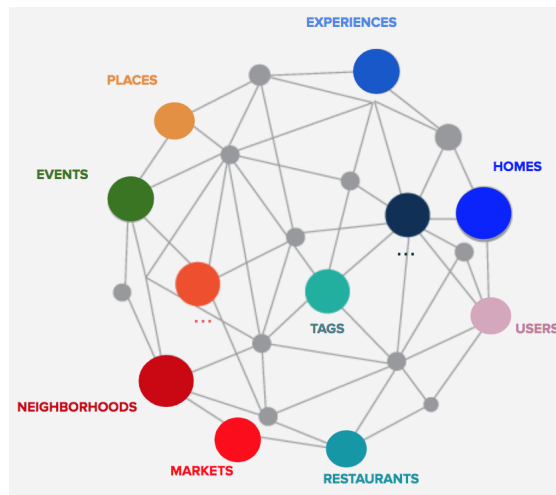 EXPERIENCES
PLACES
HOMES
EVENTS
...
...
TAGS
USERS
NEIGHBORHOODS
MARKETS
RESTAURANTS